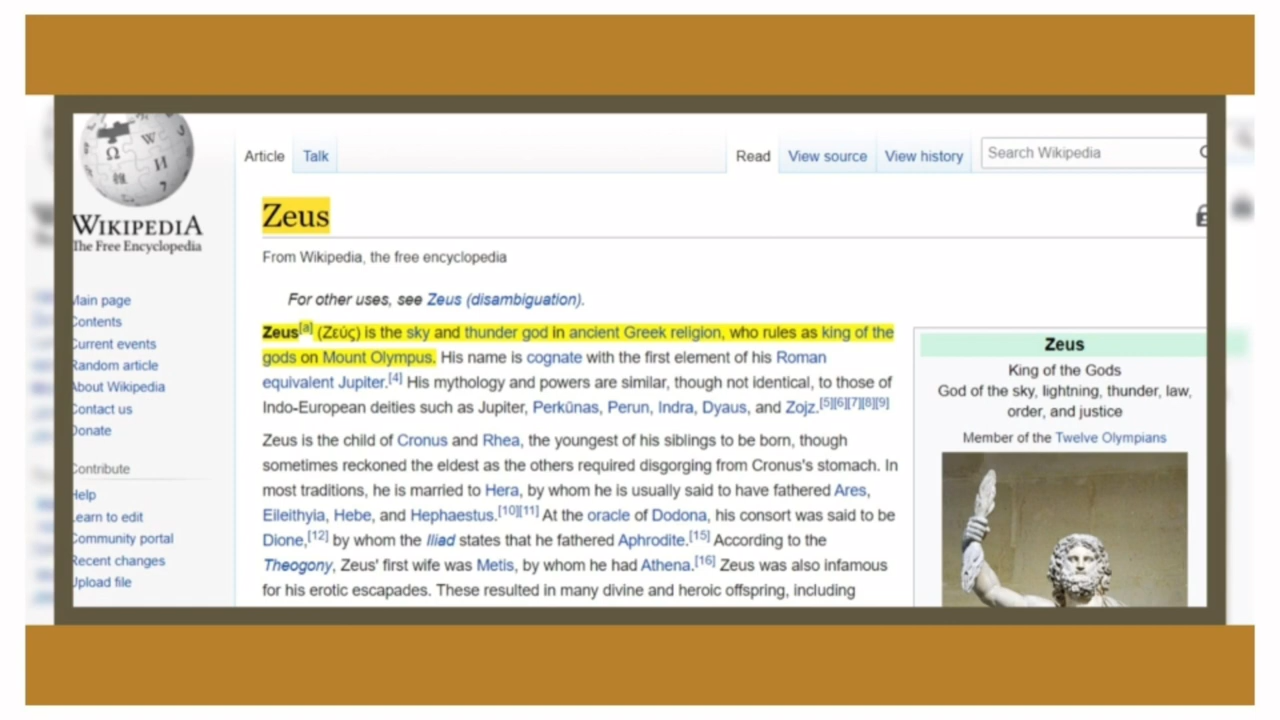 WIKIPEDIA
The Free Encyclopedia
Main page
Contents
Current events
Random article
About Wikipedia
Contact us
Donate
Contribute
Help
Learn to edit
Community portal
Recent changes
Upload file
Article Talk Read View source View history Search Wikipedia
Zeus
From Wikipedia, the free encyclopedia
For other uses, see Zeus (disambiguation).
Zeus[a] (Ζεύς) is the sky and thunder god in ancient Greek religion, who rules as king of the
gods on Mount Olympus. His name is cognate with the first element of his Roman
equivalent Jupiter.[4] His mythology and powers are similar, though not identical, to those of
Indo-European deities such as Jupiter, Perkūnas, Perun, Indra, Dyaus, and Zojz.[5][6][7][8][9]
Zeus is the child of Cronus and Rhea, the youngest of his siblings to be born, though
sometimes reckoned the eldest as the others required disgorging from Cronus's stomach. In
most traditions, he is married to Hera, by whom he is usually said to have fathered Ares,
Eileithyia, Hebe, and Hephaestus.[10][11] At the oracle of Dodona, his consort was said to be
Dione,[12] by whom the Iliad states that he fathered Aphrodite.[15] According to the
Theogony, Zeus' first wife was Metis, by whom he had Athena.[16] Zeus was also infamous
for his erotic escapades. These resulted in many divine and heroic offspring, including
Zeus
King of the Gods
God of the sky, lightning, thunder, law,
order, and justice
Member of the Twelve Olympians